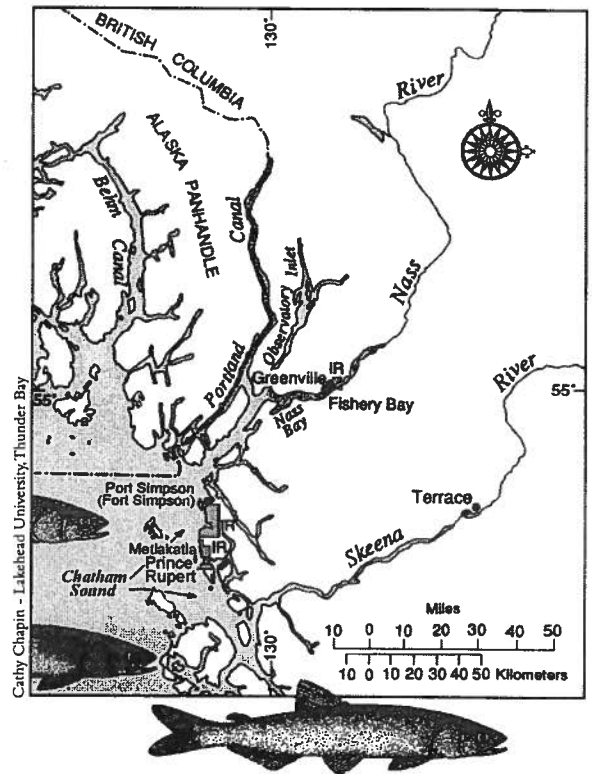 130°
BRITISH COLUMBIA
River
ALASKA PANHANDLE
Behm
Canal
Canal
Portland
Observatory Inlet
Nass
River
Greenville
IR
55°
55°
Nass
Bay
Fishery Bay
Port Simpson
(Fort Simpson)
Terrace
IR
Metlakatla
IR
Prince
Rupert
Skeena
Chatham
Sound
130°
Miles
10 0 10 20 30 40 50
10 0 10 20 30 40 50 Kilometers
Cathy Chapin - Lakehead University, Thunder Bay